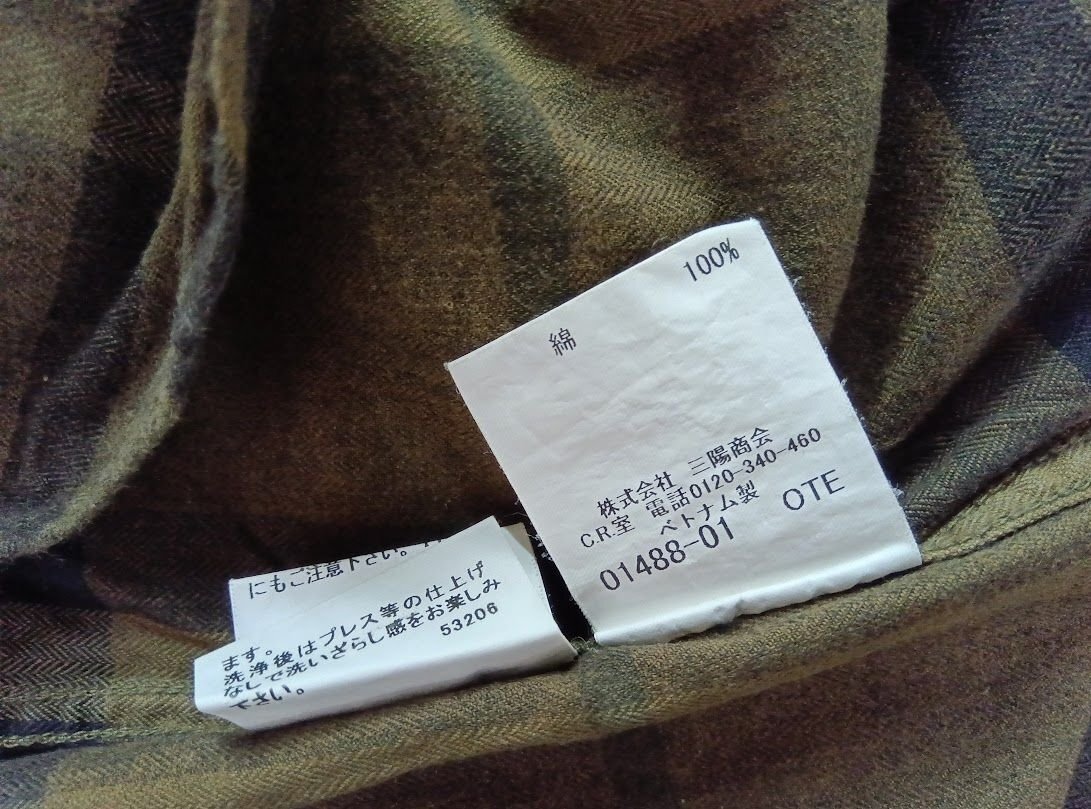 綿 100%
株式会社 三陽商会
C.R.室 電話0120-340-460
ベトナム製
01488-01 OTE
にもご注意下さい。
ます。
洗浄後はプレス等の仕上げ
なしで洗いざらし感をお楽しみ
下さい。
53206